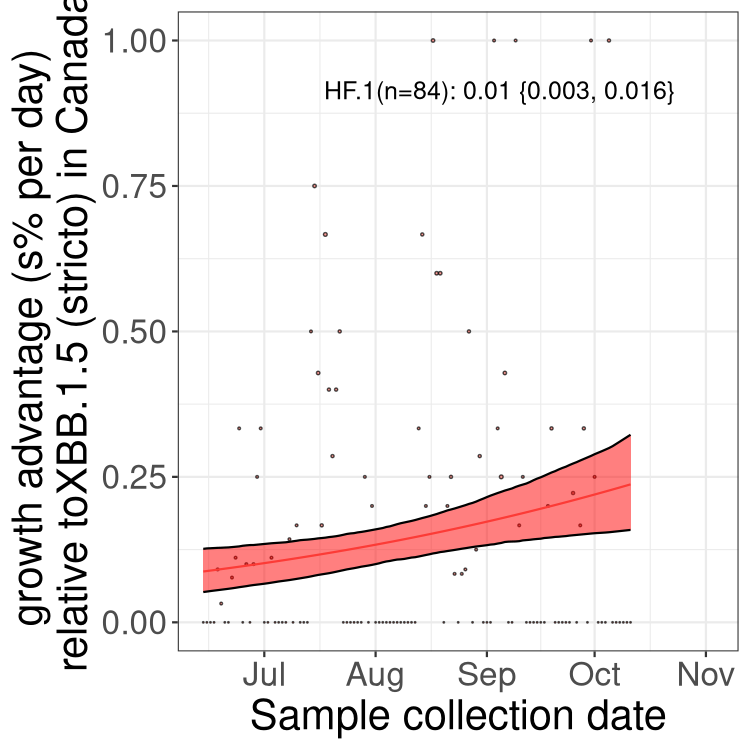 growth advantage (s% per day)
relative toXBB.1.5 (stricto) in Canada
1.00
0.75
0.50
0.25
0.00
HF.1(n=84): 0.01 {0.003, 0.016}
Jul Aug Sep Oct Nov
Sample collection date